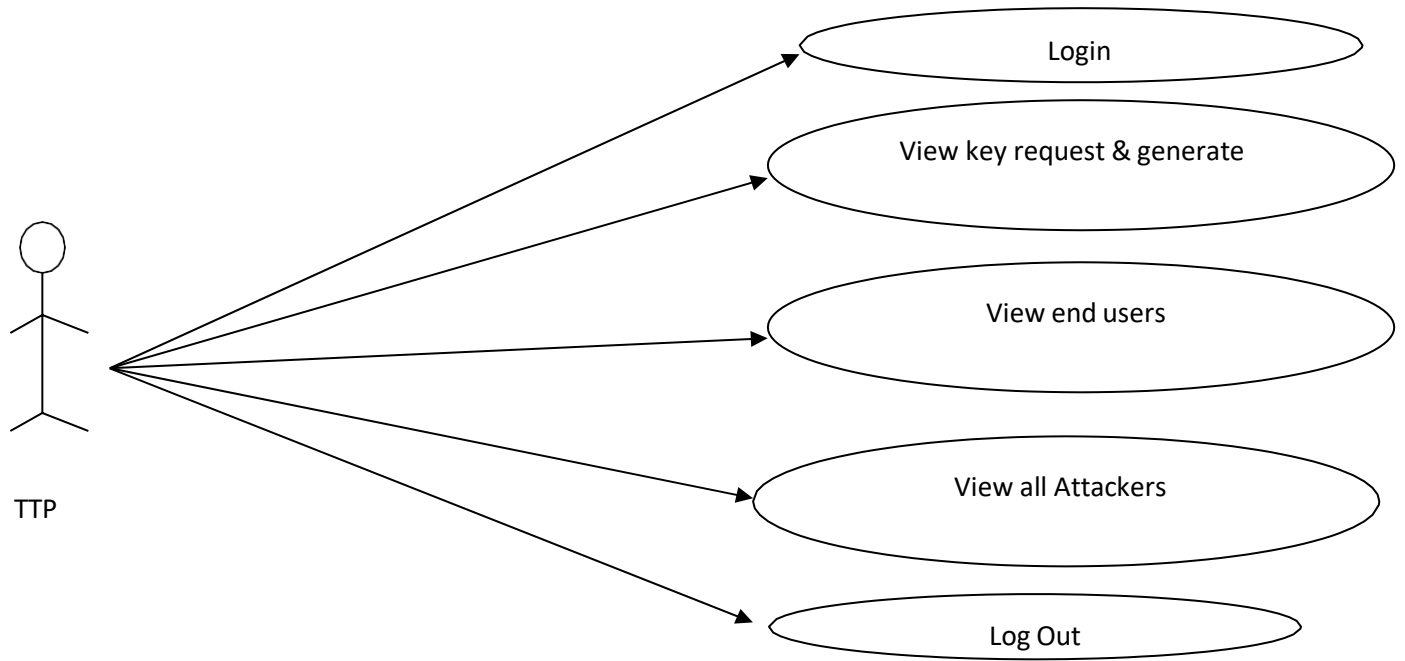 Login
View key request & generate
View end users
View all Attackers
TTP
Log Out